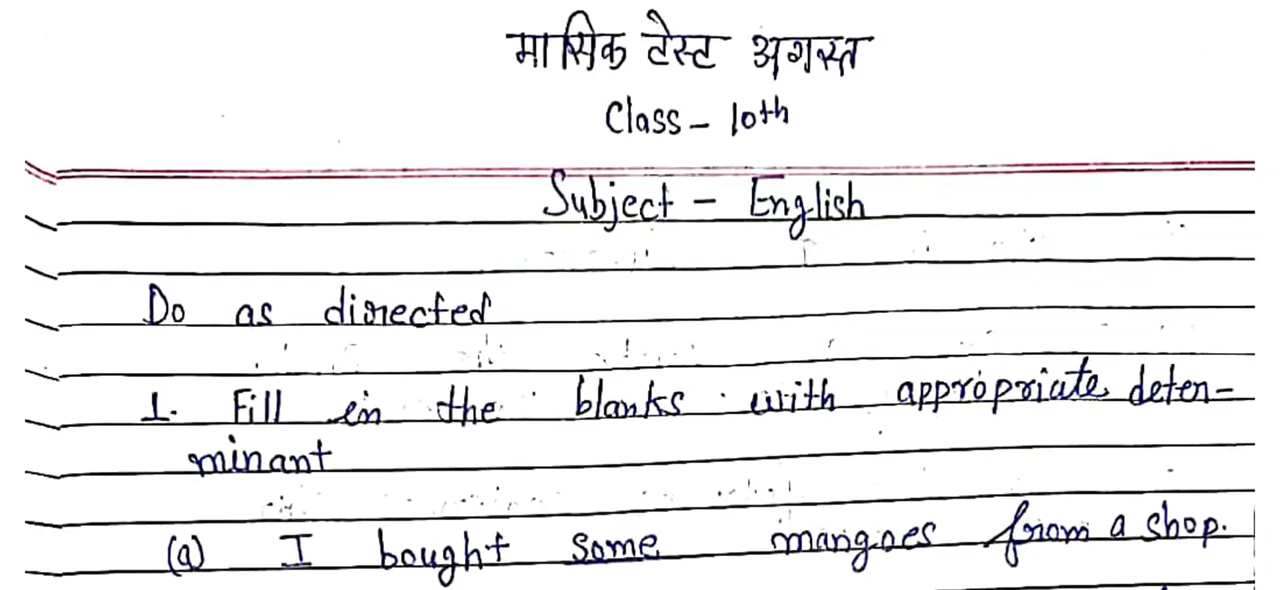 मासिक टेस्ट अगस्त
Class - 10th
Subject - English
Do as directed
1. Fill in the blanks with appropriate deter-
minant
(a) I bought some mangoes from a shop.